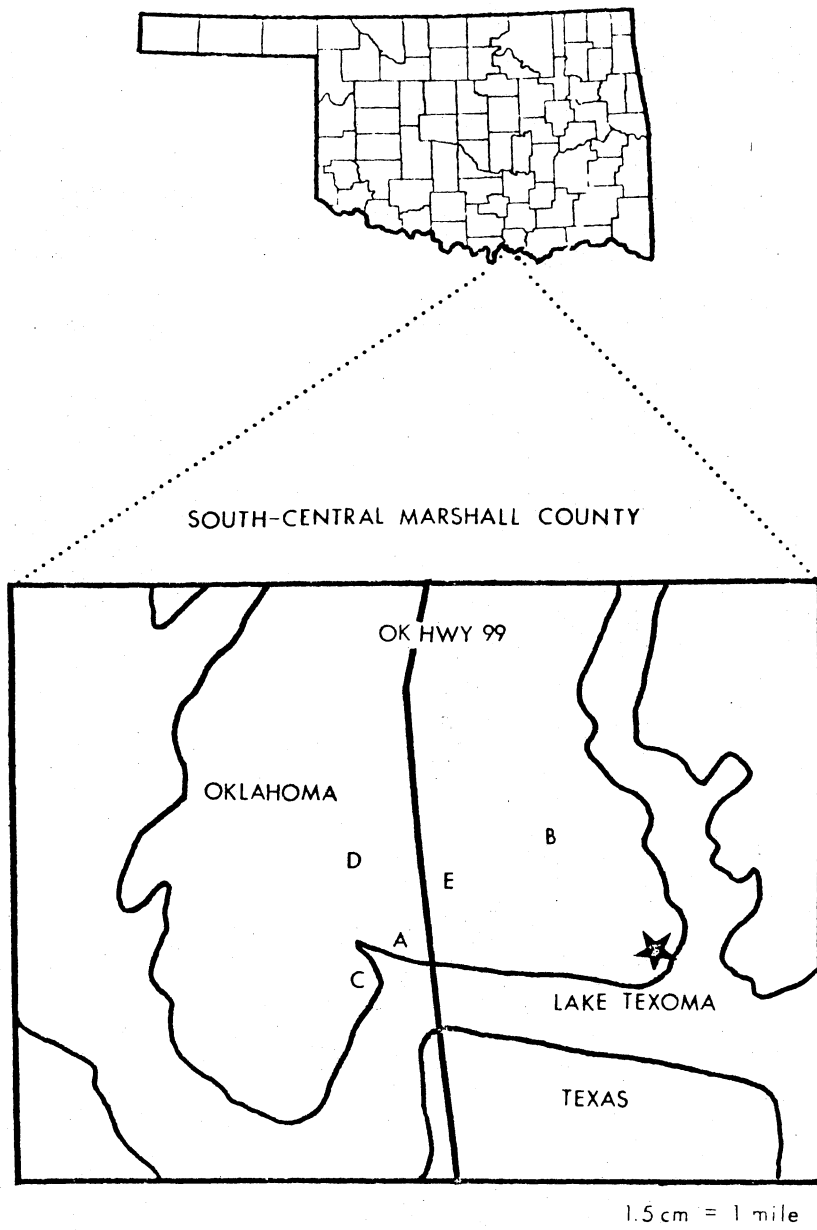 SOUTH-CENTRAL MARSHALL COUNTY
OK HWY 99
OKLAHOMA
B
D
E
A
C
LAKE TEXOMA
TEXAS
1.5 cm = 1 mile